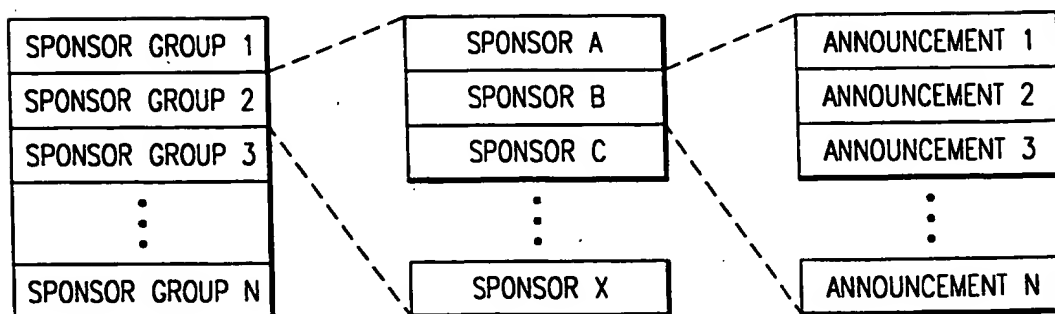 SPONSOR GROUP 1
SPONSOR GROUP 2
SPONSOR GROUP 3
SPONSOR GROUP N
SPONSOR A
SPONSOR B
SPONSOR C
SPONSOR X
ANNOUNCEMENT 1
ANNOUNCEMENT 2
ANNOUNCEMENT 3
ANNOUNCEMENT N